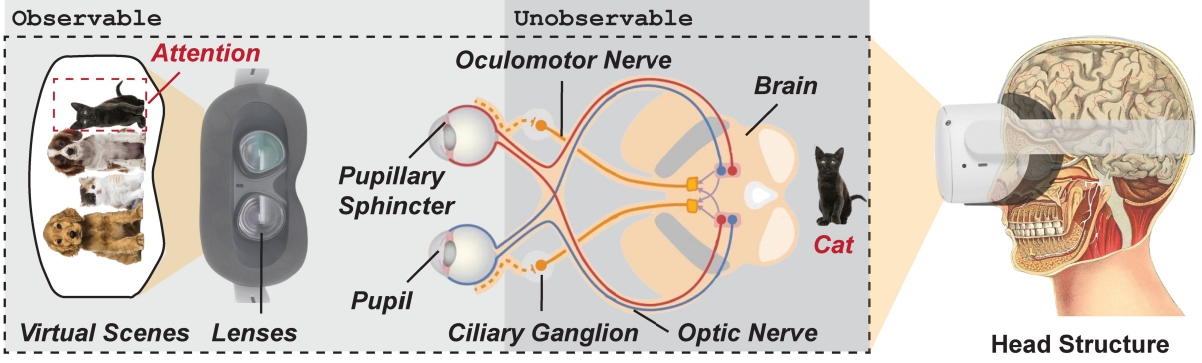 Observable
Unobservable
Attention
Oculomotor Nerve
Brain
Pupillary
Sphincter
Cat
Pupil
Virtual Scenes
Lenses
Ciliary Ganglion
Optic Nerve
Head Structure